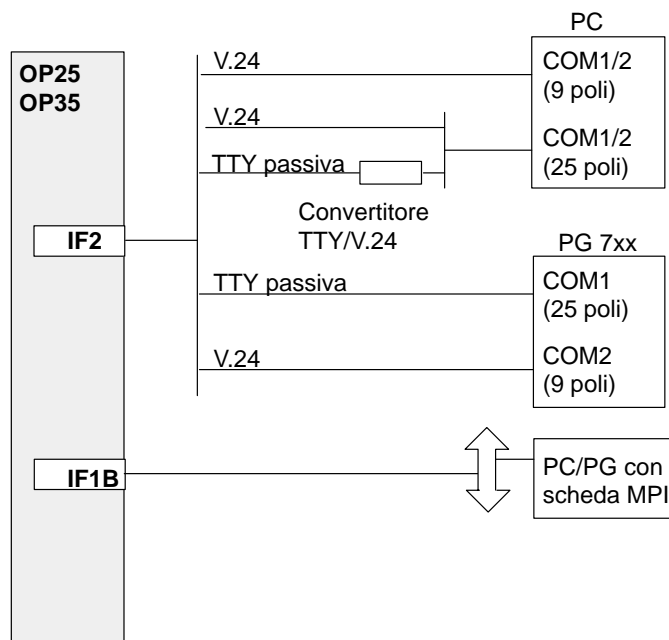 PC
OP25
OP35
V.24
COM1/2
(9 poli)
V.24
COM1/2
(25 poli)
TTY passiva
Convertitore
TTY/V.24
IF2
PG 7xx
TTY passiva
COM1
(25 poli)
V.24
COM2
(9 poli)
IF1B
PC/PG con
scheda MPI